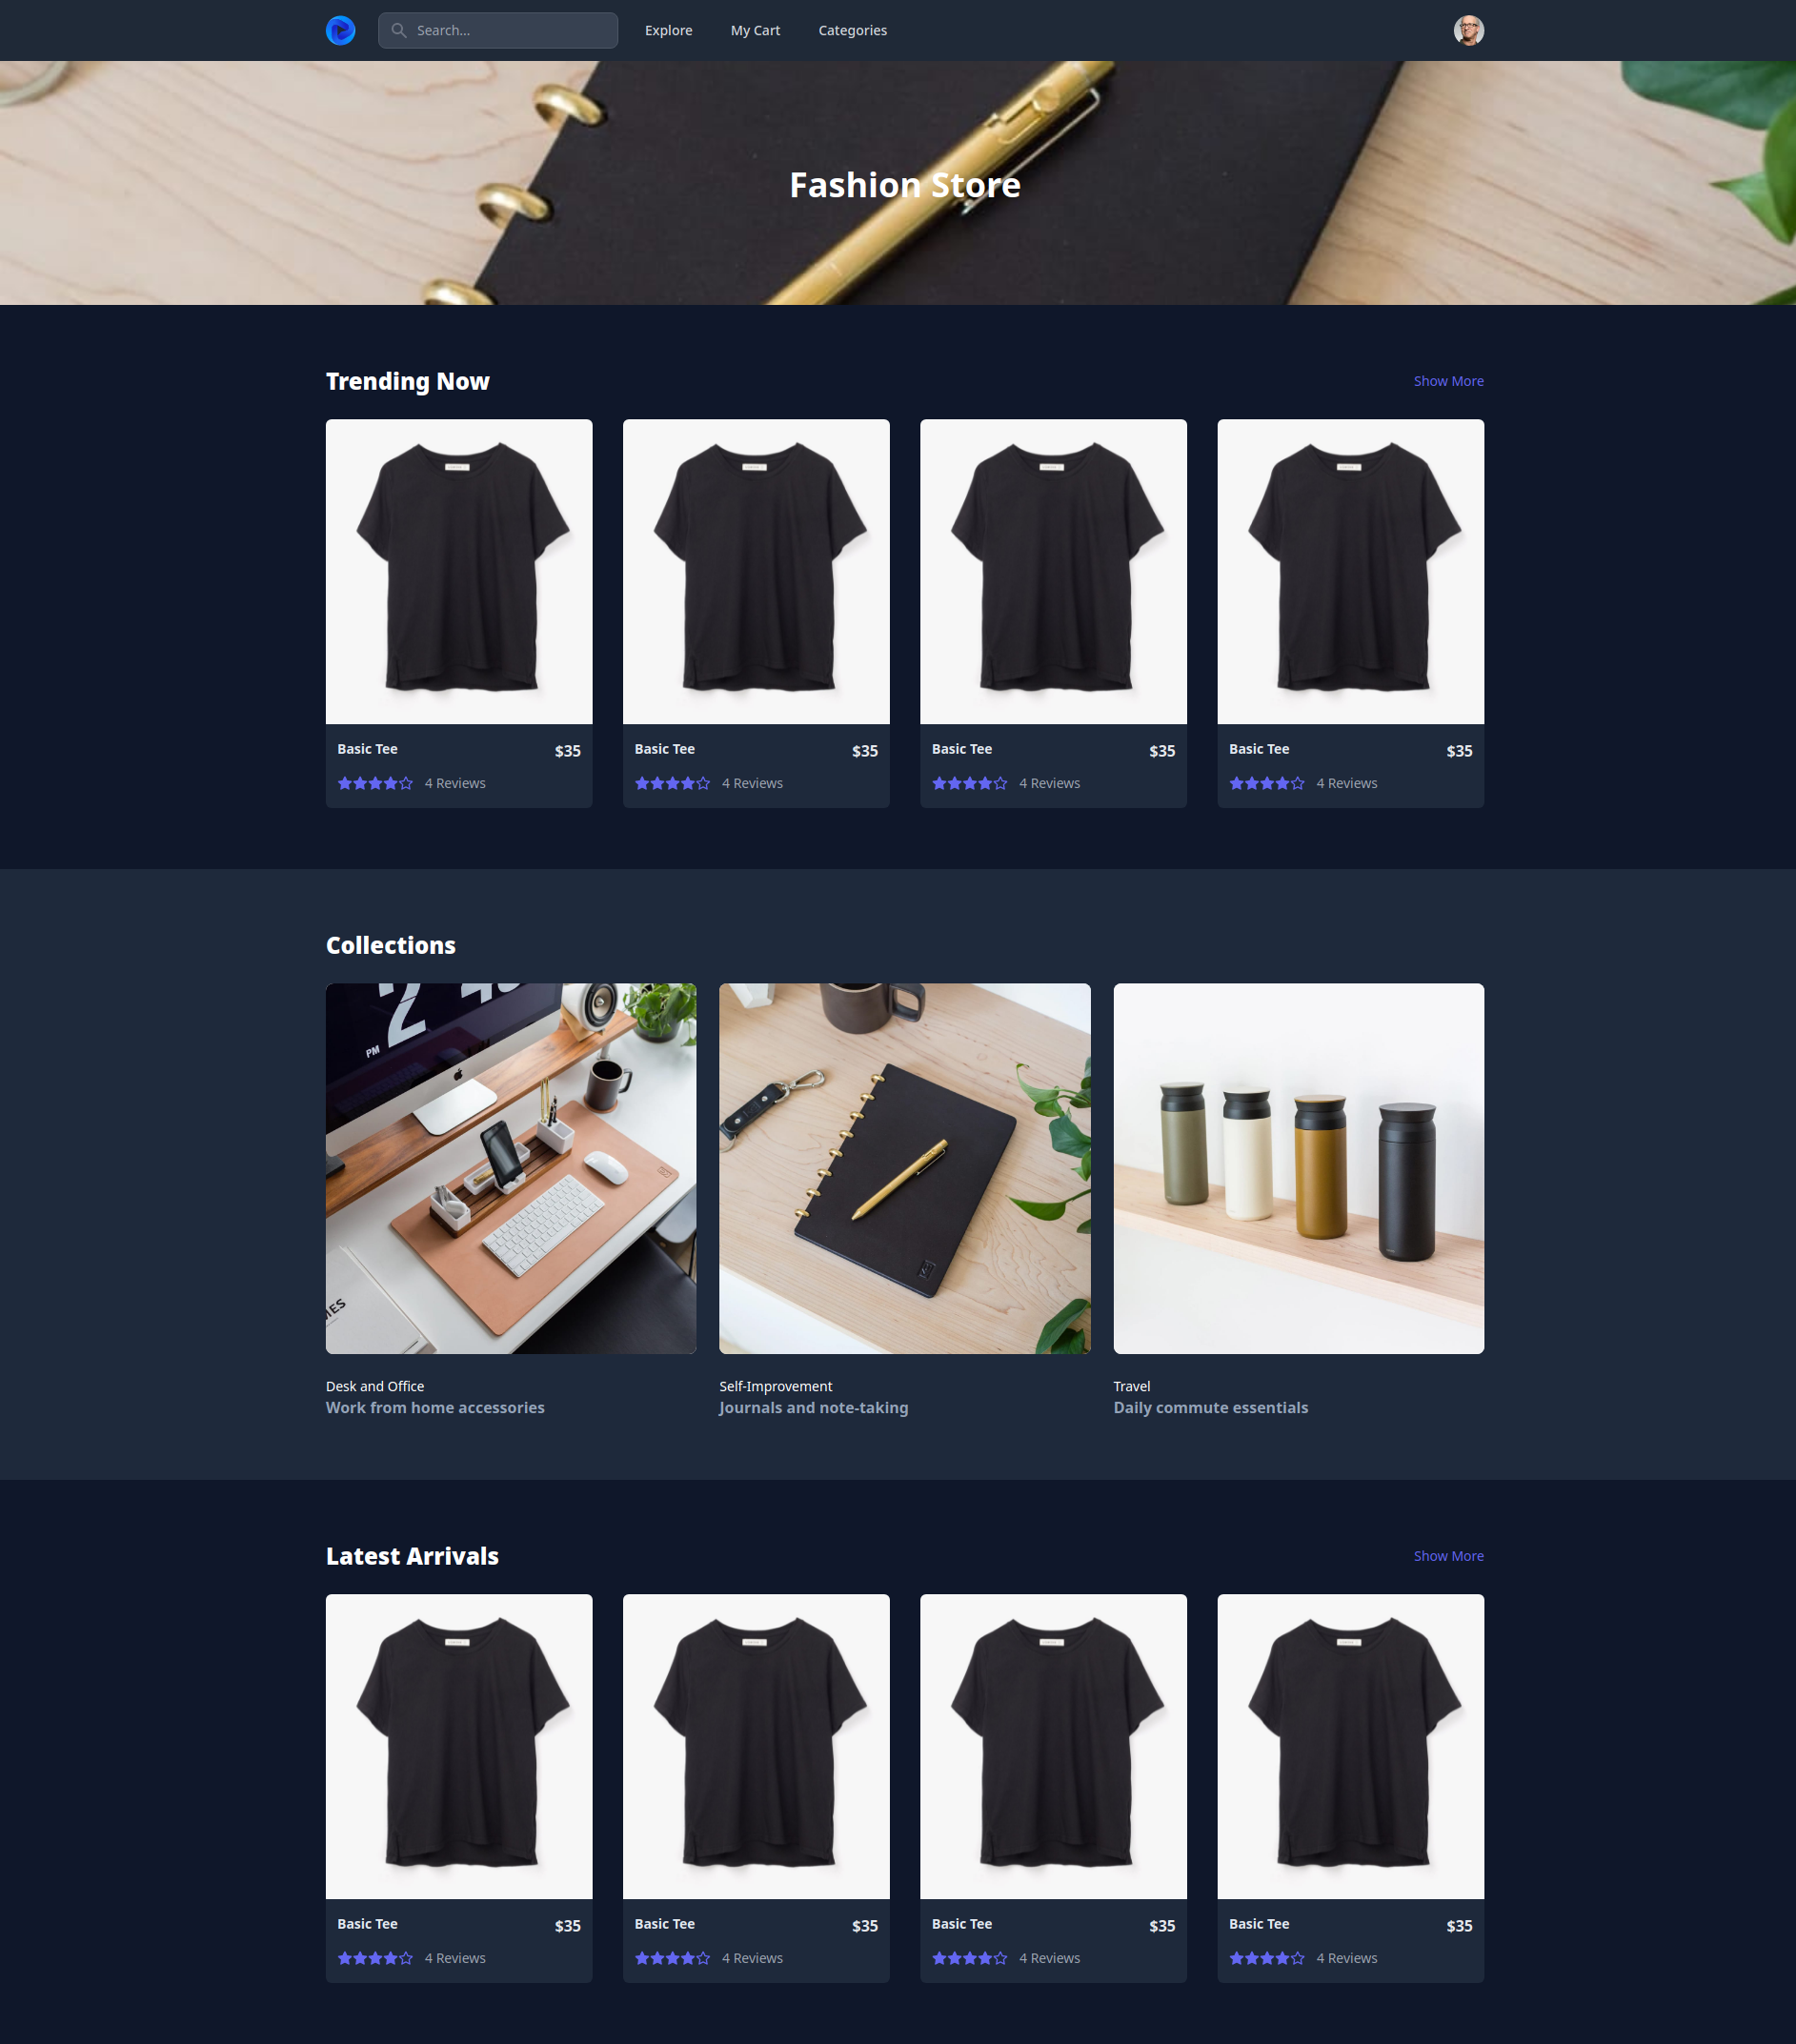 Search...
Explore
My Cart
Categories
Fashion Store
Trending Now
Show More
Basic Tee
$35
4 Reviews
Basic Tee
$35
4 Reviews
Basic Tee
$35
4 Reviews
Basic Tee
$35
4 Reviews
Collections
2
PM
MES
Desk and Office
Work from home accessories
Self-Improvement
Journals and note-taking
Travel
Daily commute essentials
Latest Arrivals
Show More
Basic Tee
$35
4 Reviews
Basic Tee
$35
4 Reviews
Basic Tee
$35
4 Reviews
Basic Tee
$35
4 Reviews